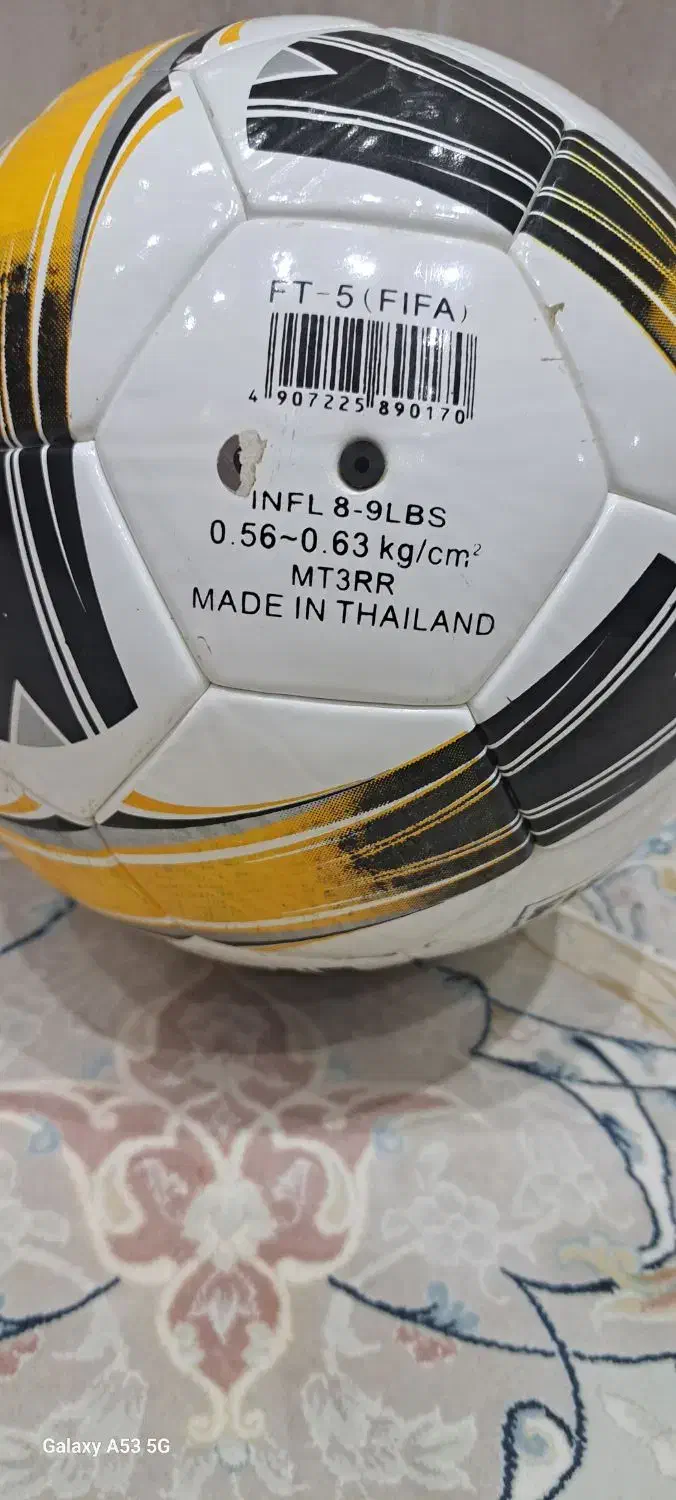 FT-5(FIFA)
4 907225 890170
INFL 8-9LBS
0.56~0.63 kg/cm²
MT3RR
MADE IN THAILAND
Galaxy A53 5G